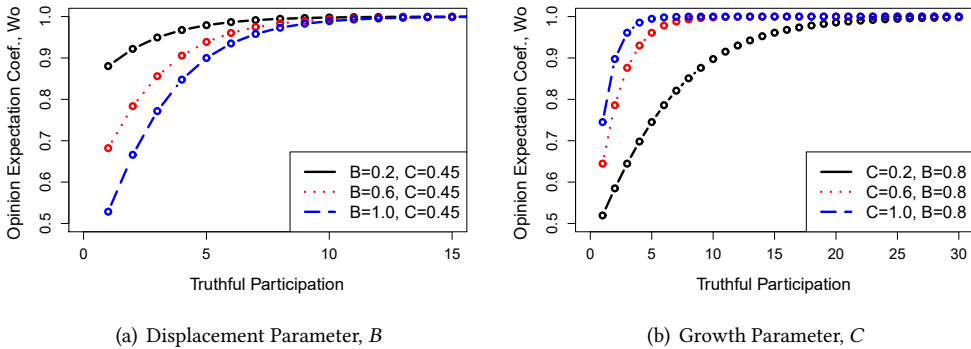 Opinion Expectation Coef., Wo
1.0
0.9
0.8
0.7
0.6
0.5
B=0.2, C=0.45
B=0.6, C=0.45
B=1.0, C=0.45
0 5 10 15
Truthful Participation
(a) Displacement Parameter, B
Opinion Expectation Coef., Wo
1.0
0.9
0.8
0.7
0.6
0.5
C=0.2, B=0.8
C=0.6, B=0.8
C=1.0, B=0.8
0 5 10 15 20 25 30
Truthful Participation
(b) Growth Parameter, C